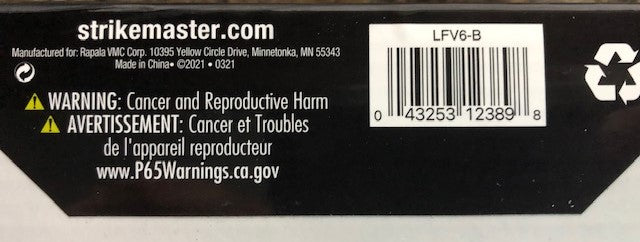 strikemaster.com
Manufactured for: Rapala VMC Corp. 10395 Yellow Circle Drive, Minnetonka, MN 55343
Made in China• ©2021 • 0321
WARNING: Cancer and Reproductive Harm
AVERTISSEMENT: Cancer et Troubles
de l'appareil reproducteur
www.P65Warnings.ca.gov
LFV6-B
0 43253 12389 8